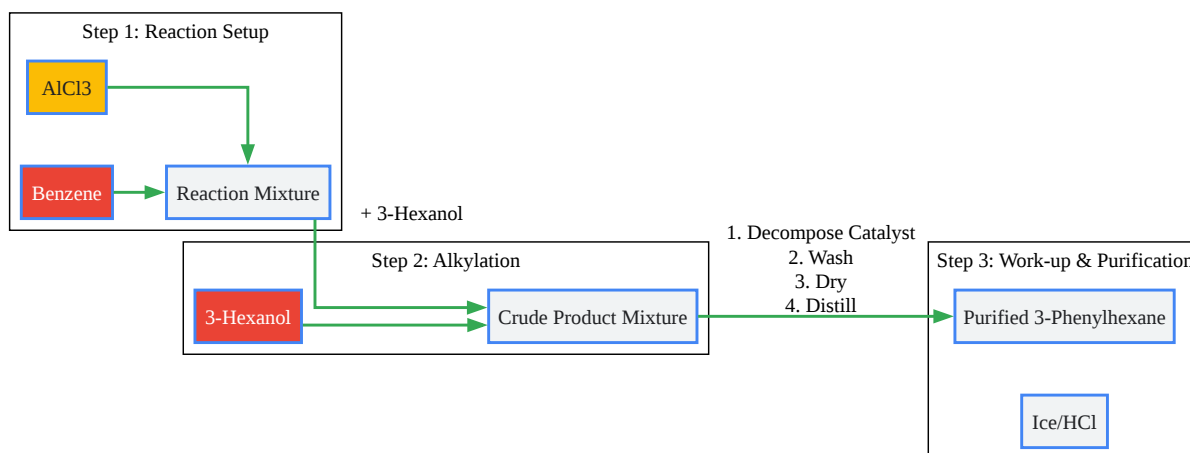 Step 1: Reaction Setup
AlCl3
Benzene
Reaction Mixture
+ 3-Hexanol
Step 2: Alkylation
3-Hexanol
Crude Product Mixture
1. Decompose Catalyst
2. Wash
3. Dry
4. Distill
Step 3: Work-up & Purification
Purified 3-Phenylhexane
Ice/HCl